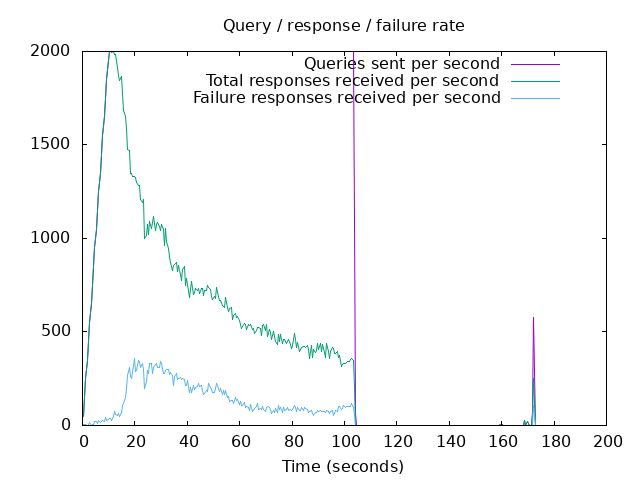 Query / response / failure rate
2000
1500
1000
500
0
Queries sent per second
Total responses received per second
Failure responses received per second
0 20 40 60 80 100 120 140 160 180 200
Time (seconds)